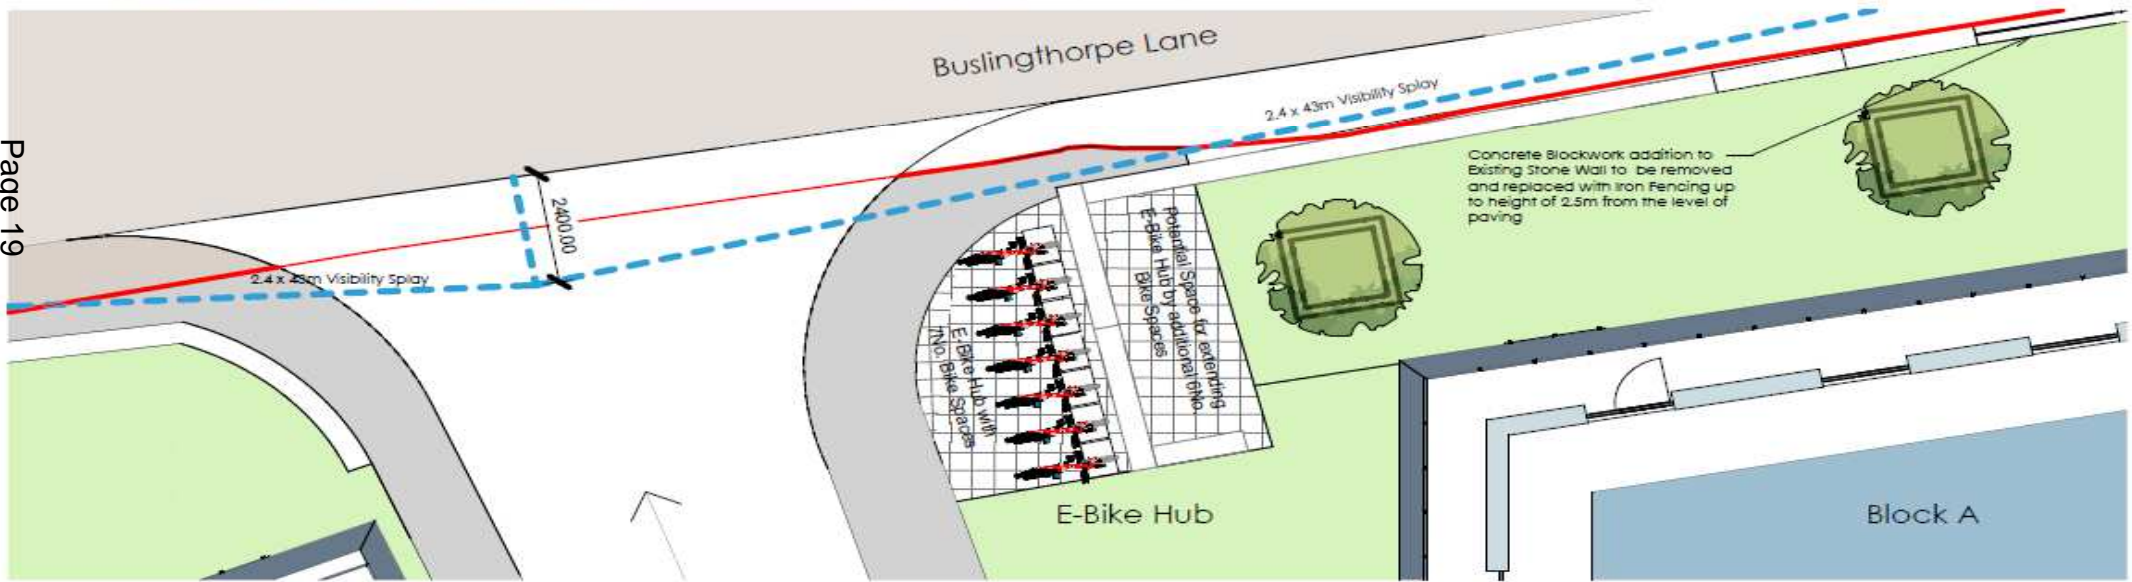 Page 19
Buslingthorpe Lane
2.4 x 43m Visibility Splay
2400.00
2.4 x 43m Visibility Splay
Concrete Blockwork addition to
Existing Stone Wall to be removed
and replaced with Iron Fencing up
to height of 2.5m from the level of
paving
Potential Space for extending
E-Bike Hub by additional 6No.
Bike Spaces
E-Bike Hub with
7No. Bike Spaces
E-Bike Hub
Block A